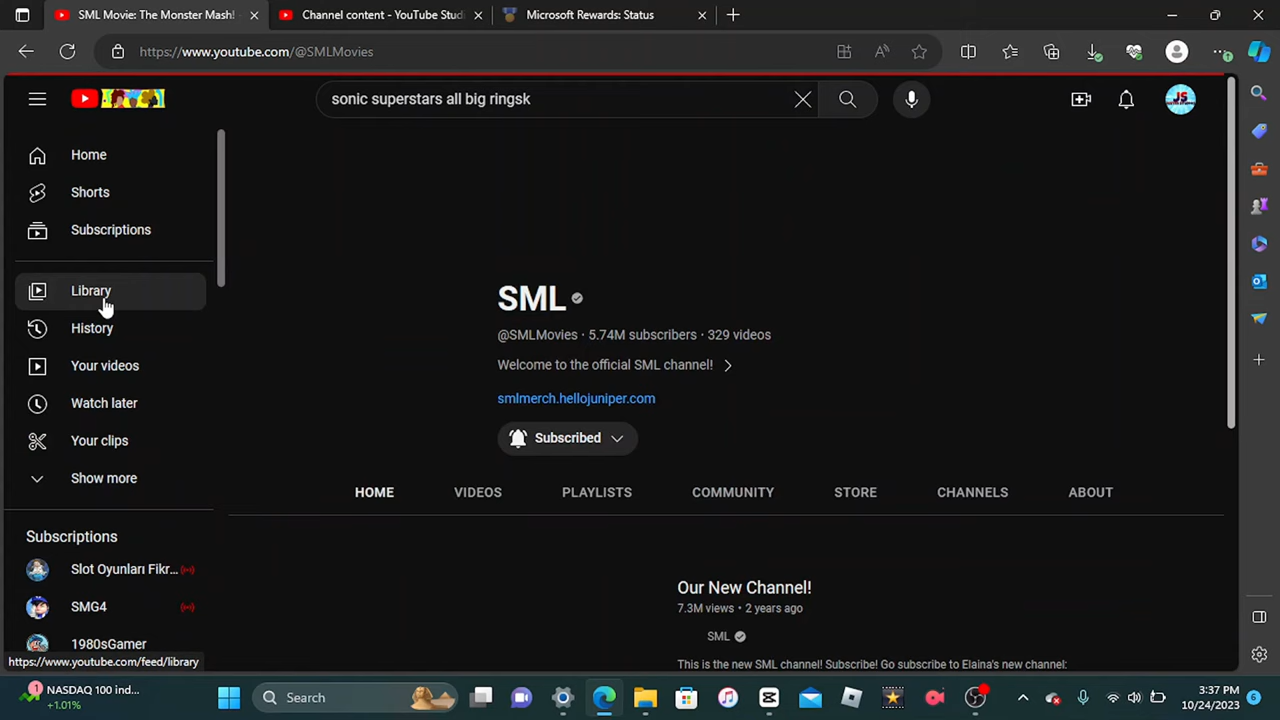 SML Movie: The Monster Mash!
Channel content - YouTube Studi
Microsoft Rewards: Status
https://www.youtube.com/@SMLMovies
sonic superstars all big ringsk
JS
Home
Shorts
Subscriptions
Library
History
Your videos
Watch later
Your clips
Show more
Subscriptions
Slot Oyunları Fikr...
SMG4
1980sGamer
https://www.youtube.com/feed/library
SML
@SMLMovies · 5.74M subscribers · 329 videos
Welcome to the official SML channel!
smlmerch.hellojuniper.com
Subscribed
HOME VIDEOS PLAYLISTS COMMUNITY STORE CHANNELS ABOUT
Our New Channel!
7.3M views · 2 years ago
SML
This is the new SML channel! Subscribe! Go subscribe to Elaina's new channel:
1
NASDAQ 100 ind...
+1.01%
Search
3:37 PM
10/24/2023
6